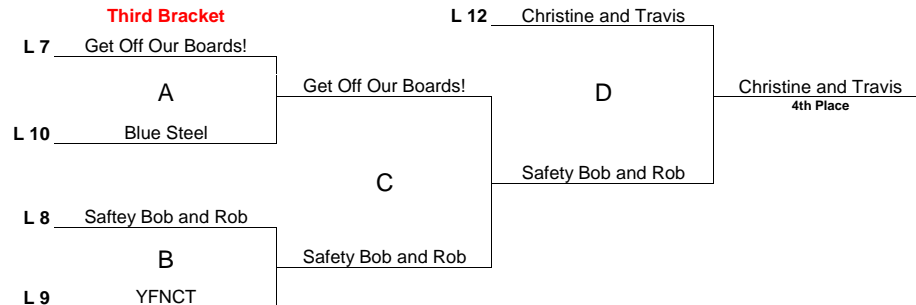 Third Bracket
L 12 Christine and Travis
L 7 Get Off Our Boards!
A
Get Off Our Boards!
D
Christine and Travis
4th Place
L 10 Blue Steel
C
Safety Bob and Rob
L 8 Saftey Bob and Rob
B
Safety Bob and Rob
L 9 YFNCT